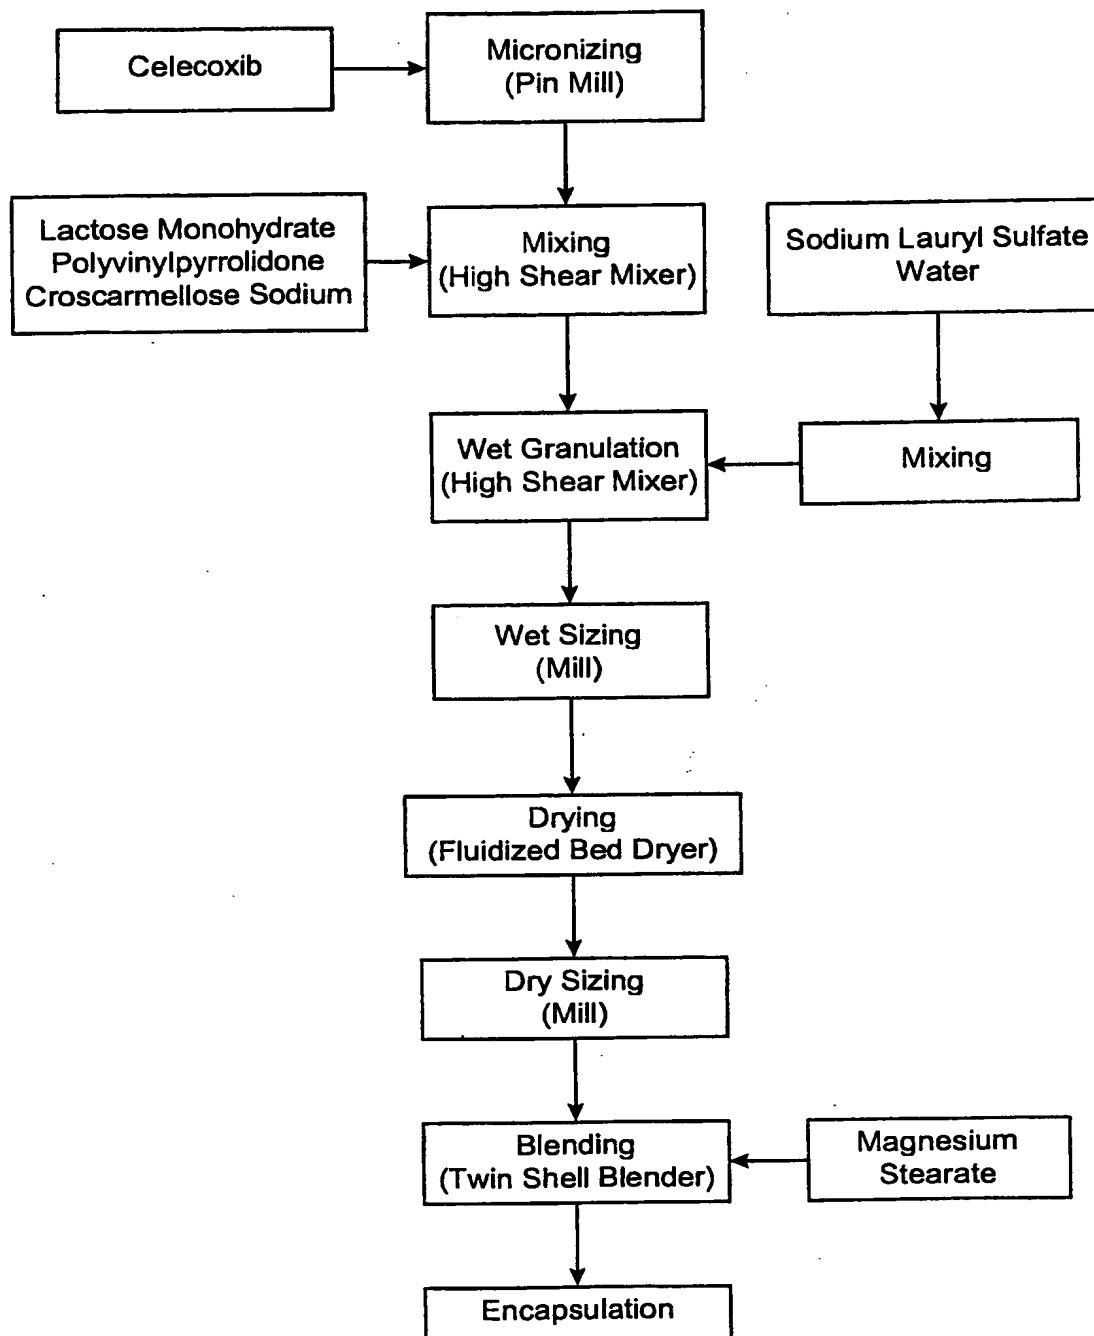 Celecoxib
Micronizing
(Pin Mill)
Lactose Monohydrate
Polyvinylpyrrolidone
Croscarmellose Sodium
Mixing
(High Shear Mixer)
Sodium Lauryl Sulfate
Water
Wet Granulation
(High Shear Mixer)
Mixing
Wet Sizing
(Mill)
Drying
(Fluidized Bed Dryer)
Dry Sizing
(Mill)
Blending
(Twin Shell Blender)
Magnesium
Stearate
Encapsulation